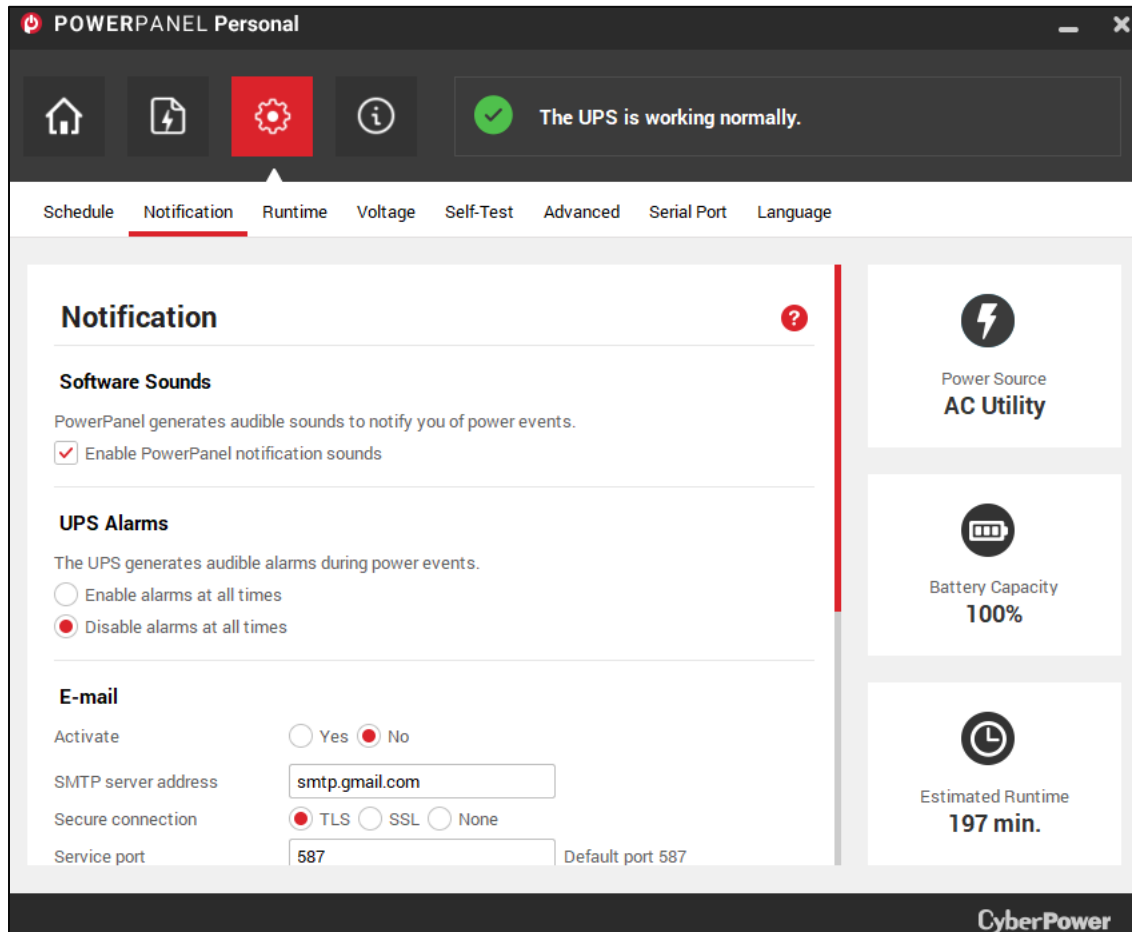 POWERPANEL Personal
The UPS is working normally.
Schedule Notification Runtime Voltage Self-Test Advanced Serial Port Language
Notification
?
Software Sounds
PowerPanel generates audible sounds to notify you of power events.
Enable PowerPanel notification sounds
UPS Alarms
The UPS generates audible alarms during power events.
Enable alarms at all times
Disable alarms at all times
E-mail
Activate Yes No
SMTP server address smtp.gmail.com
Secure connection TLS SSL None
Service port 587 Default port 587
Power Source
AC Utility
Battery Capacity
100%
Estimated Runtime
197 min.
CyberPower